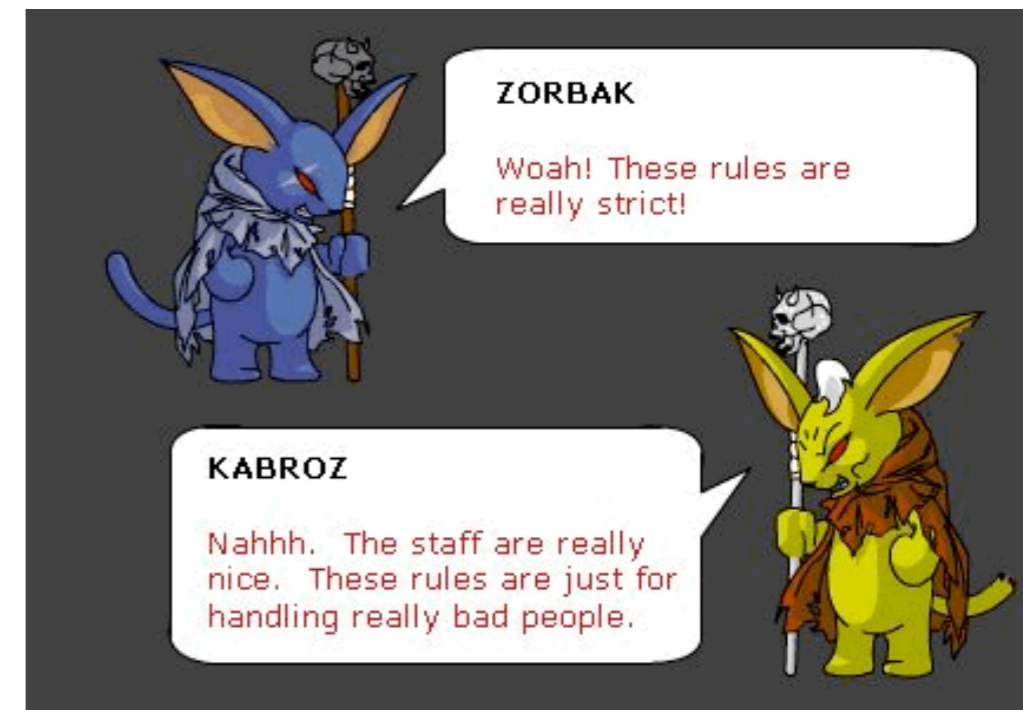 ZORBAK
Woah! These rules are
really strict!
KABROZ
Nahhh.  The staff are really
nice.  These rules are just for
handling really bad people.